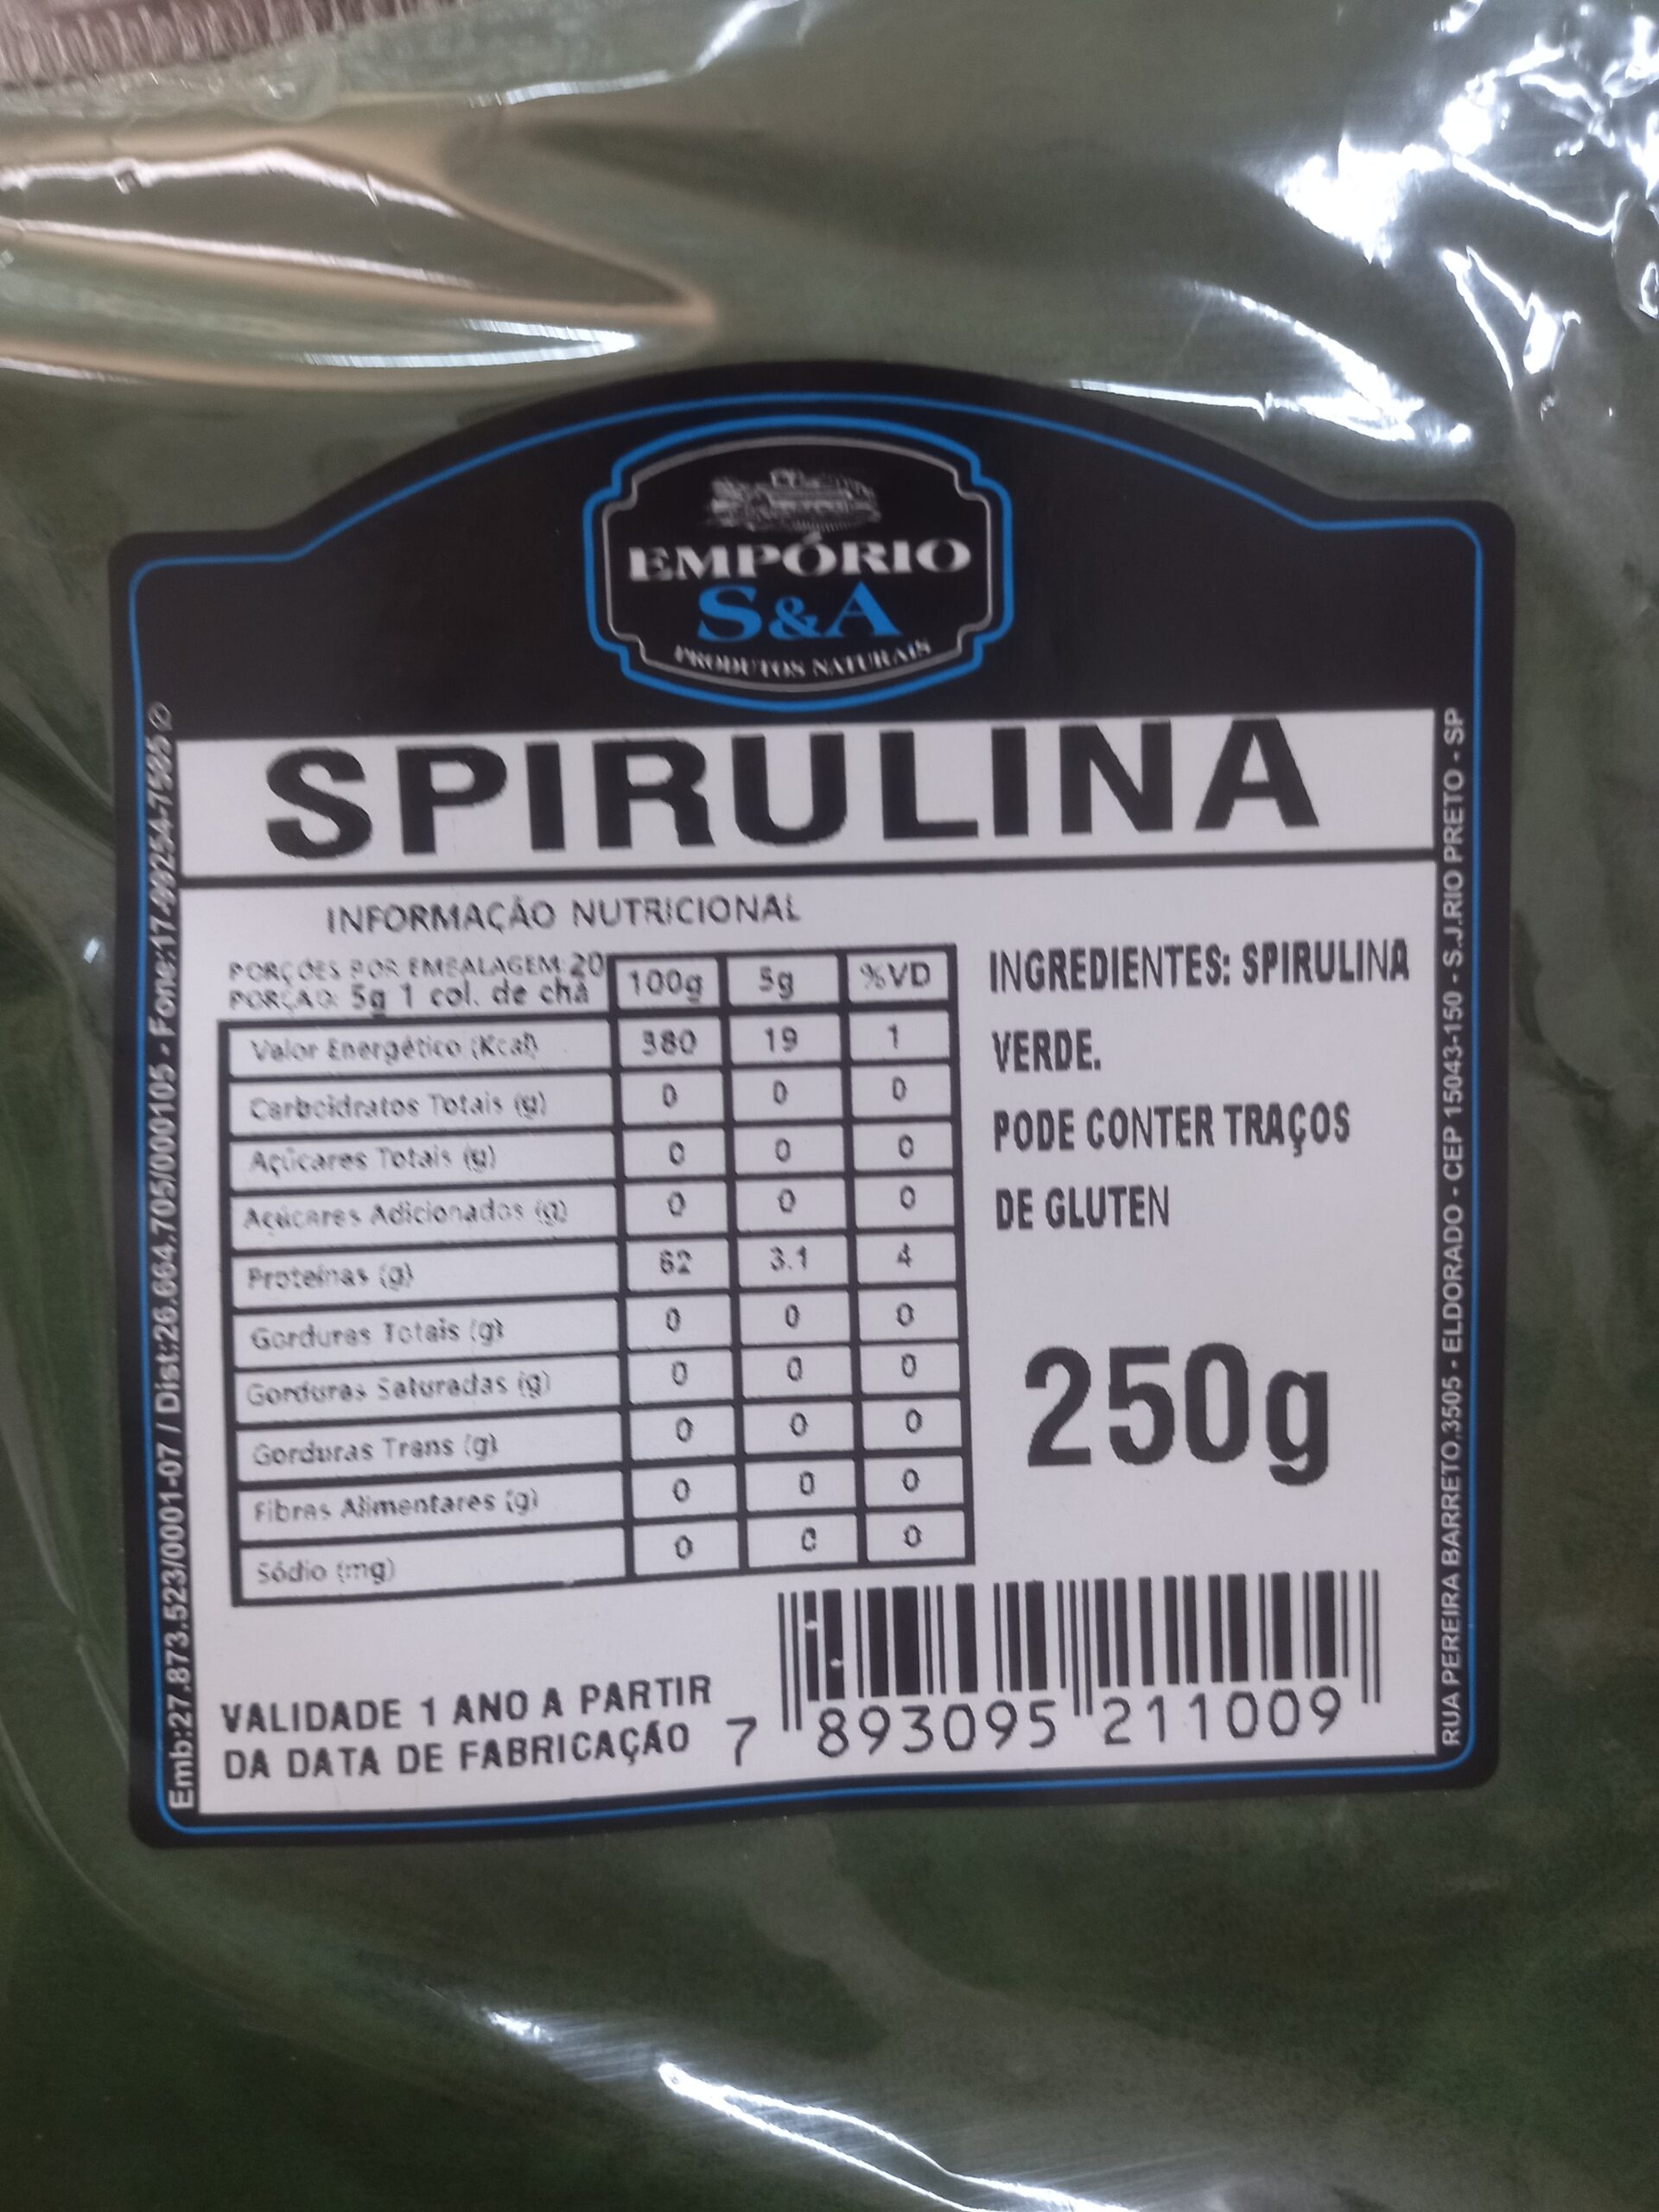 EMPÓRIO
S&A
PRODUTOS NATURAIS
SPIRULINA
INFORMAÇÃO NUTRICIONAL
PORÇÕES POR EMBALAGEM: 20
PORÇÃO: 5g 1 col. de chá
100g 5g %VD
Valor Energético (Kcal) 380 19 1
Carboidratos Totais (g) 0 0 0
Açúcares Totais (g) 0 0 0
Açúcares Adicionados (g) 0 0 0
Proteínas (g) 62 3.1 4
Gorduras Totais (g) 0 0 0
Gorduras Saturadas (g) 0 0 0
Gorduras Trans (g) 0 0 0
Fibras Alimentares (g) 0 0 0
Sódio (mg) 0 0 0
INGREDIENTES: SPIRULINA
VERDE.
PODE CONTER TRAÇOS
DE GLUTEN
250g
VALIDADE 1 ANO A PARTIR
DA DATA DE FABRICAÇÃO
7 893095 211009
Emb:27.873.523/0001-07 / Dist:26.664.705/000105 - Fone:17-
RUA PEREIRA BARRETO,3505 - ELDORADO - CEP 15043-150 - S.J.RIO PRETO - SP